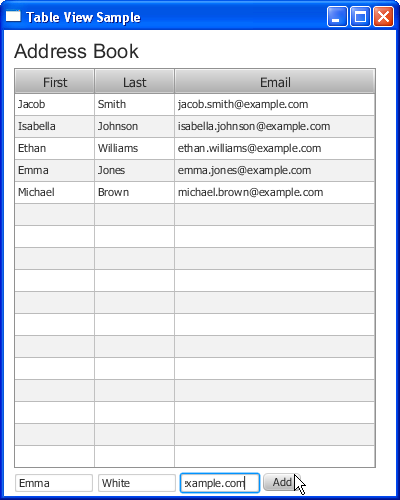 Table View Sample
Address Book
First Last Email
Jacob Smith jacob.smith@example.com
Isabella Johnson isabella.johnson@example.com
Ethan Williams ethan.williams@example.com
Emma Jones emma.jones@example.com
Michael Brown michael.brown@example.com
Emma White xample.com Add